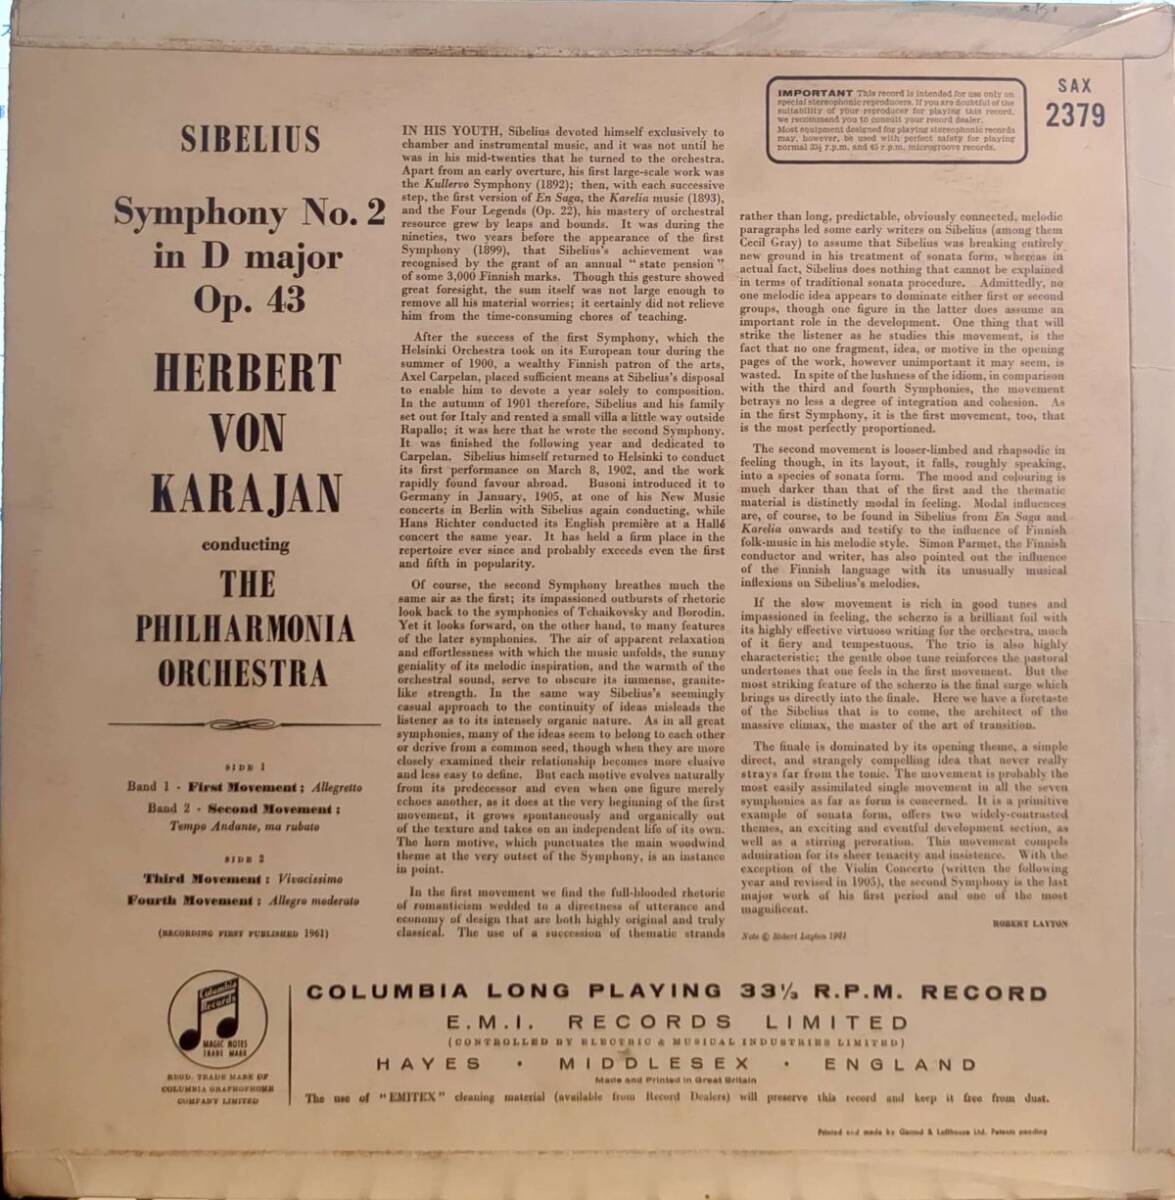 SAX
2379
IMPORTANT This record is intended for use only on
special stereophonic reproducers. If you are doubtful of the
suitability of your reproducer for playing this record,
we recommend you to consult your record dealer.
Most equipment designed for playing stereophonic records
may, however, be used with perfect safety for playing
normal 33⅓ r.p.m. and 45 r.p.m. microgroove records.
SIBELIUS
Symphony No. 2
in D major
Op. 43
HERBERT
VON
KARAJAN
conducting
THE
PHILHARMONIA
ORCHESTRA
SIDE 1
Band 1 - First Movement : Allegretto
Band 2 - Second Movement :
Tempo Andante, ma rubato
SIDE 2
Third Movement : Vivacissimo
Fourth Movement : Allegro moderato
(RECORDING FIRST PUBLISHED 1961)
IN HIS YOUTH, Sibelius devoted himself exclusively to
chamber and instrumental music, and it was not until he
was in his mid-twenties that he turned to the orchestra.
Apart from an early overture, his first large-scale work was
the Kullervo Symphony (1892); then, with each successive
step, the first version of En Saga, the Karelia music (1893),
and the Four Legends (Op. 22), his mastery of orchestral
resource grew by leaps and bounds. It was during the
nineties, two years before the appearance of the first
Symphony (1899), that Sibelius's achievement was
recognised by the grant of an annual “ state pension ”
of some 3,000 Finnish marks. Though this gesture showed
great foresight, the sum itself was not large enough to
remove all his material worries; it certainly did not relieve
him from the time-consuming chores of teaching.
After the success of the first Symphony, which the
Helsinki Orchestra took on its European tour during the
summer of 1900, a wealthy Finnish patron of the arts,
Axel Carpelan, placed sufficient means at Sibelius's disposal
to enable him to devote a year solely to composition.
In the autumn of 1901 therefore, Sibelius and his family
set out for Italy and rented a small villa a little way outside
Rapallo; it was here that he wrote the second Symphony.
It was finished the following year and dedicated to
Carpelan. Sibelius himself returned to Helsinki to conduct
its first performance on March 8, 1902, and the work
rapidly found favour abroad. Busoni introduced it to
Germany in January, 1905, at one of his New Music
concerts in Berlin with Sibelius again conducting, while
Hans Richter conducted its English première at a Hallé
concert the same year. It has held a firm place in the
repertoire ever since and probably exceeds even the first
and fifth in popularity.
Of course, the second Symphony breathes much the
same air as the first; its impassioned outbursts of rhetoric
look back to the symphonies of Tchaikovsky and Borodin.
Yet it looks forward, on the other hand, to many features
of the later symphonies. The air of apparent relaxation
and effortlessness with which the music unfolds, the sunny
geniality of its melodic inspiration, and the warmth of the
orchestral sound, serve to obscure its immense, granite-
like strength. In the same way Sibelius's seemingly
casual approach to the continuity of ideas misleads the
listener as to its intensely organic nature. As in all great
symphonies, many of the ideas seem to belong to each other
or derive from a common seed, though when they are more
closely examined their relationship becomes more elusive
and less easy to define. But each motive evolves naturally
from its predecessor and even when one figure merely
echoes another, as it does at the very beginning of the first
movement, it grows spontaneously and organically out
of the texture and takes on an independent life of its own.
The horn motive, which punctuates the main woodwind
theme at the very outset of the Symphony, is an instance
in point.
In the first movement we find the full-blooded rhetoric
of romanticism wedded to a directness of utterance and
economy of design that are both highly original and truly
classical. The use of a succession of thematic strands
rather than long, predictable, obviously connected, melodic
paragraphs led some early writers on Sibelius (among them
Cecil Gray) to assume that Sibelius was breaking entirely
new ground in his treatment of sonata form, whereas in
actual fact, Sibelius does nothing that cannot be explained
in terms of traditional sonata procedure. Admittedly, no
one melodic idea appears to dominate either first or second
groups, though one figure in the latter does assume an
important role in the development. One thing that will
strike the listener as he studies this movement, is the
fact that no one fragment, idea, or motive in the opening
pages of the work, however unimportant it may seem, is
wasted. In spite of the lushness of the idiom, in comparison
with the third and fourth Symphonies, the movement
betrays no less a degree of integration and cohesion. As
in the first Symphony, it is the first movement, too, that
is the most perfectly proportioned.
The second movement is looser-limbed and rhapsodic in
feeling though, in its layout, it falls, roughly speaking,
into a species of sonata form. The mood and colouring is
much darker than that of the first and the thematic
material is distinctly modal in feeling. Modal influences
are, of course, to be found in Sibelius from En Saga and
Karelia onwards and testify to the influence of Finnish
folk-music in his melodic style. Simon Parmet, the Finnish
conductor and writer, has also pointed out the influence
of the Finnish language with its unusually musical
inflexions on Sibelius's melodies.
If the slow movement is rich in good tunes and
impassioned in feeling, the scherzo is a brilliant foil with
its highly effective virtuoso writing for the orchestra, much
of it fiery and tempestuous. The trio is also highly
characteristic; the gentle oboe tune reinforces the pastoral
undertones that one feels in the first movement. But the
most striking feature of the scherzo is the final surge which
brings us directly into the finale. Here we have a foretaste
of the Sibelius that is to come, the architect of the
massive climax, the master of the art of transition.
The finale is dominated by its opening theme, a simple
direct, and strangely compelling idea that never really
strays far from the tonic. The movement is probably the
most easily assimilated single movement in all the seven
symphonies as far as form is concerned. It is a primitive
example of sonata form, offers two widely-contrasted
themes, an exciting and eventful development section, as
well as a stirring peroration. This movement compels
admiration for its sheer tenacity and insistence. With the
exception of the Violin Concerto (written the following
year and revised in 1905), the second Symphony is the last
major work of his first period and one of the most
magnificent.
ROBERT LAYTON
Note © Robert Layton 1961
Columbia
Records
MAGIC NOTES
TRADE MARK
REGD. TRADE MARK OF
COLUMBIA GRAPHOPHONE
COMPANY LIMITED
COLUMBIA LONG PLAYING 33⅓ R.P.M. RECORD
E.M.I. RECORDS LIMITED
(CONTROLLED BY ELECTRIC & MUSICAL INDUSTRIES LIMITED)
HAYES · MIDDLESEX · ENGLAND
Made and Printed in Great Britain
The use of “EMITEX” cleaning material (available from Record Dealers) will preserve this record and keep it free from dust.
Printed and made by Garrod & Lofthouse Ltd. Patents pending